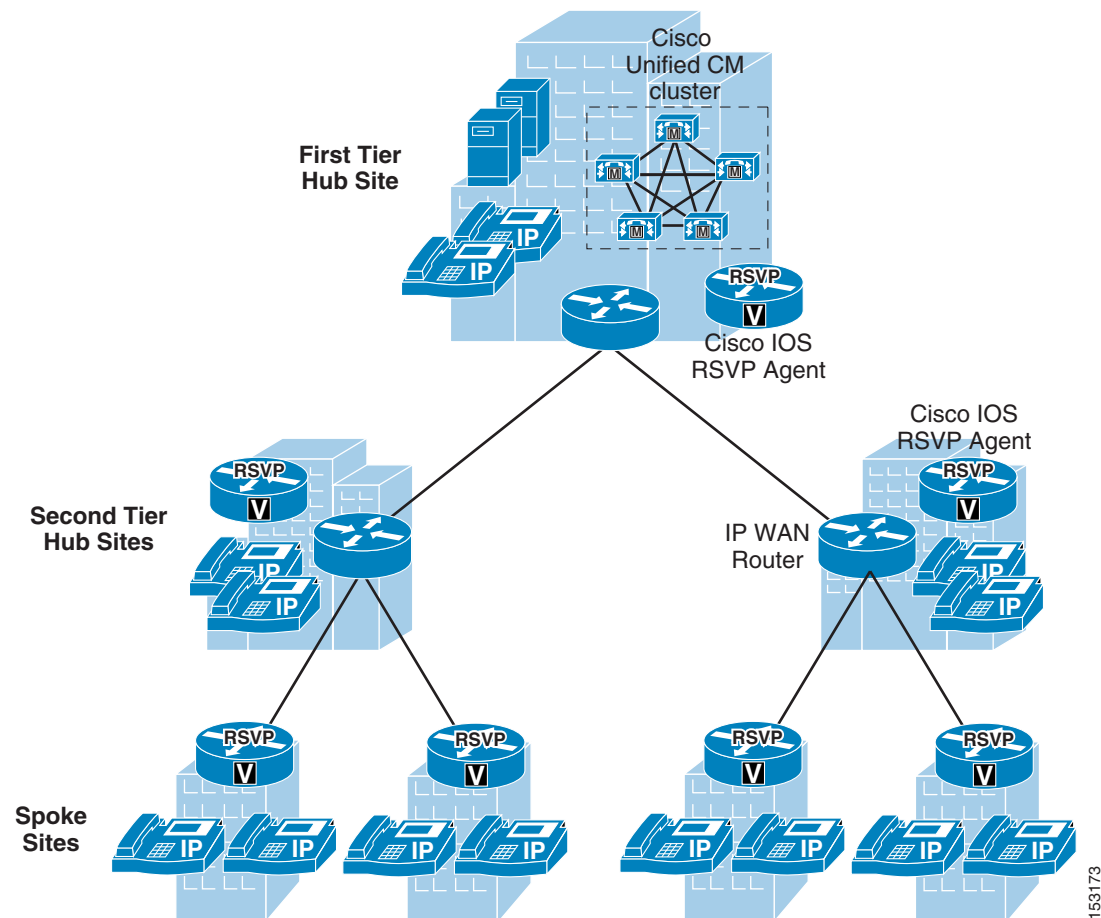 Cisco
Unified CM
cluster
M
M
M
M
M
First Tier
Hub Site
IP
IP
RSVP
V
Cisco IOS
RSVP Agent
Cisco IOS
RSVP Agent
RSVP
V
RSVP
V
Second Tier
Hub Sites
IP WAN
Router
IP
IP
IP
IP
RSVP
V
RSVP
V
RSVP
V
RSVP
V
Spoke
Sites
IP
IP
IP
IP
IP
IP
IP
IP
153173